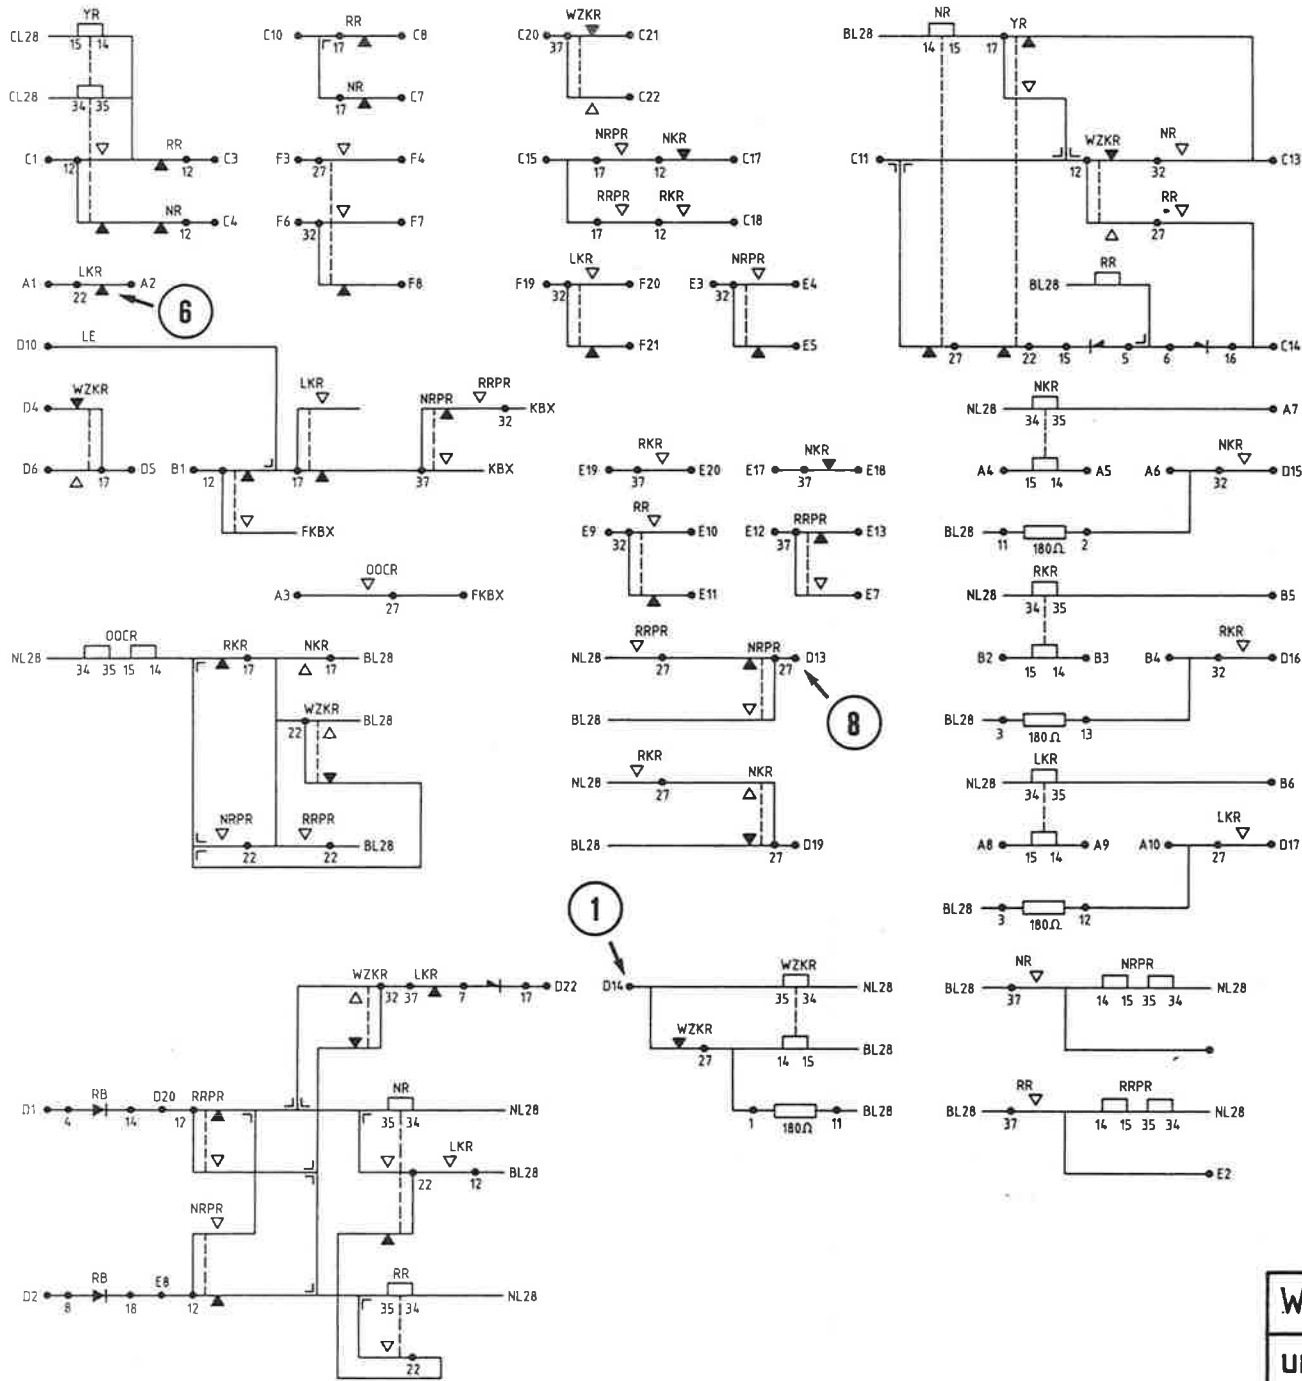 YR RR WZKR NR YR
CL28 15 14 C10 17 C8 C20 37 C21 BL28 14 15 17
CL28 34 35 NR 17 C7 C22
C1 12 RR 12 C3 F3 27 F4 C15 NRPR 17 NKR 12 C17 C11 12 WZKR NR 32 C13
NR 12 C4 F6 32 F7 RRPR 17 RKR 12 C18 RR 27
A1 LKR 22 A2 F8 F19 LKR 32 F20 E3 NRPR 32 E4 BL28 RR
6
D10 LE F21 E5 27 22 15 5 6 16 C14
D4 WZKR LKR NRPR RRPR 32 KBX NL28 NKR 34 35 A7
D6 17 D5 B1 12 17 37 KBX E19 RKR 37 E20 E17 NKR 37 E18 A4 15 14 A5 A6 NKR 32 D15
FKBX E9 RR 32 E10 E12 RRPR 37 E13 BL28 11 180Ω 2
A3 OOCR 27 FKBX E11 E7 NL28 RKR 34 35 B5
OOCR
NL28 34 35 15 14 RKR 17 NKR 17 BL28 NL28 RRPR 27 NRPR 27 D13 B2 15 14 B3 B4 RKR 32 D16
8
WZKR 22 BL28 BL28 BL28 3 180Ω 13
NL28 RKR 27 NKR NL28 LKR 34 35 B6
NRPR 22 RRPR 22 BL28 BL28 27 D19 A8 15 14 A9 A10 LKR 27 D17
1
BL28 3 180Ω 12
WZKR 32 37 LKR 7 17 D22 D14 WZKR 35 34 NL28 BL28 NR 37 NRPR 14 15 35 34 NL28
WZKR 27 14 15 BL28
D1 4 RB 14 D20 12 RRPR NR 35 34 NL28 1 180Ω 11 BL28 BL28 RR 37 RRPR 14 15 35 34 NL28
22 LKR 12 BL28 E2
NRPR
D2 8 RB 18 E8 12 RR 35 34 NL28
22
W